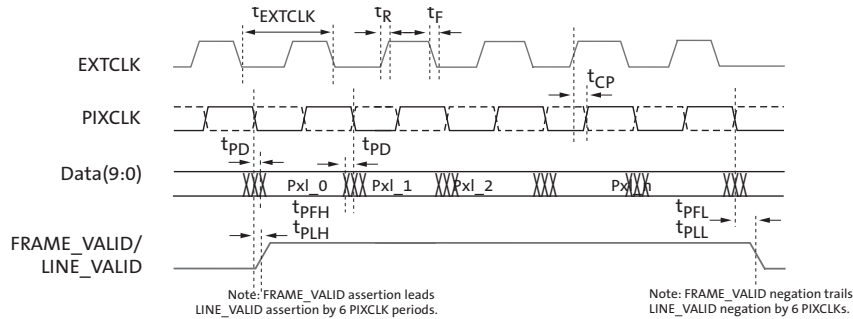 tEXTCLK
tR
tF
EXTCLK
tCP
PIXCLK
tPD
tPD
Data(9:0)
Pxl_0
Pxl_1
Pxl_2
Pxl_n
tPFH
tPLH
tPFL
tPLL
FRAME_VALID/
LINE_VALID
Note: FRAME_VALID assertion leads
LINE_VALID assertion by 6 PIXCLK periods.
Note: FRAME_VALID negation trails
LINE_VALID negation by 6 PIXCLKs.